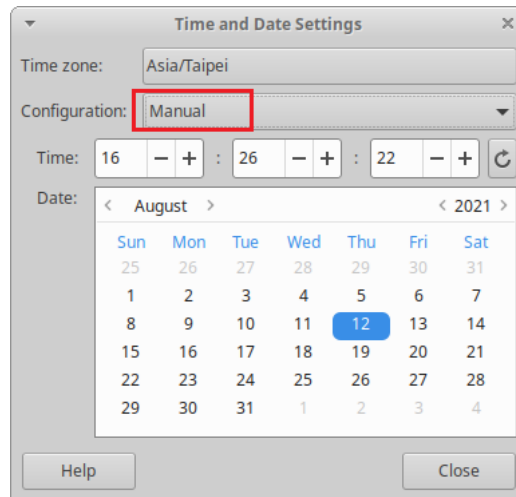 Time and Date Settings
Time zone: Asia/Taipei
Configuration: Manual
Time: 16 − + : 26 − + : 22 − +
Date: < August > < 2021 >
Sun Mon Tue Wed Thu Fri Sat
25 26 27 28 29 30 31
1 2 3 4 5 6 7
8 9 10 11 12 13 14
15 16 17 18 19 20 21
22 23 24 25 26 27 28
29 30 31 1 2 3 4
Help Close